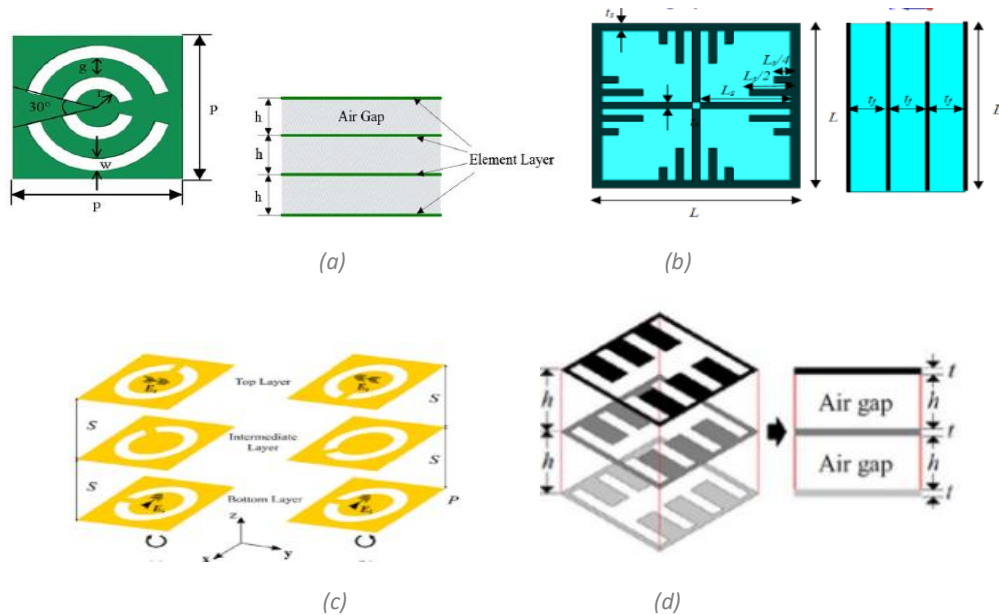 g
r
30°
w
P
P
h
h
h
Air Gap
Element Layer
(a)
t_s
L_s/4
L_s/2
L_s
L
L
t_f
t_f
t_f
L
(b)
Top Layer
Intermediate
Layer
Bottom Layer
S
S
S
S
P
z
x
y
(c)
h
h
Air gap
Air gap
t
h
t
h
t
(d)